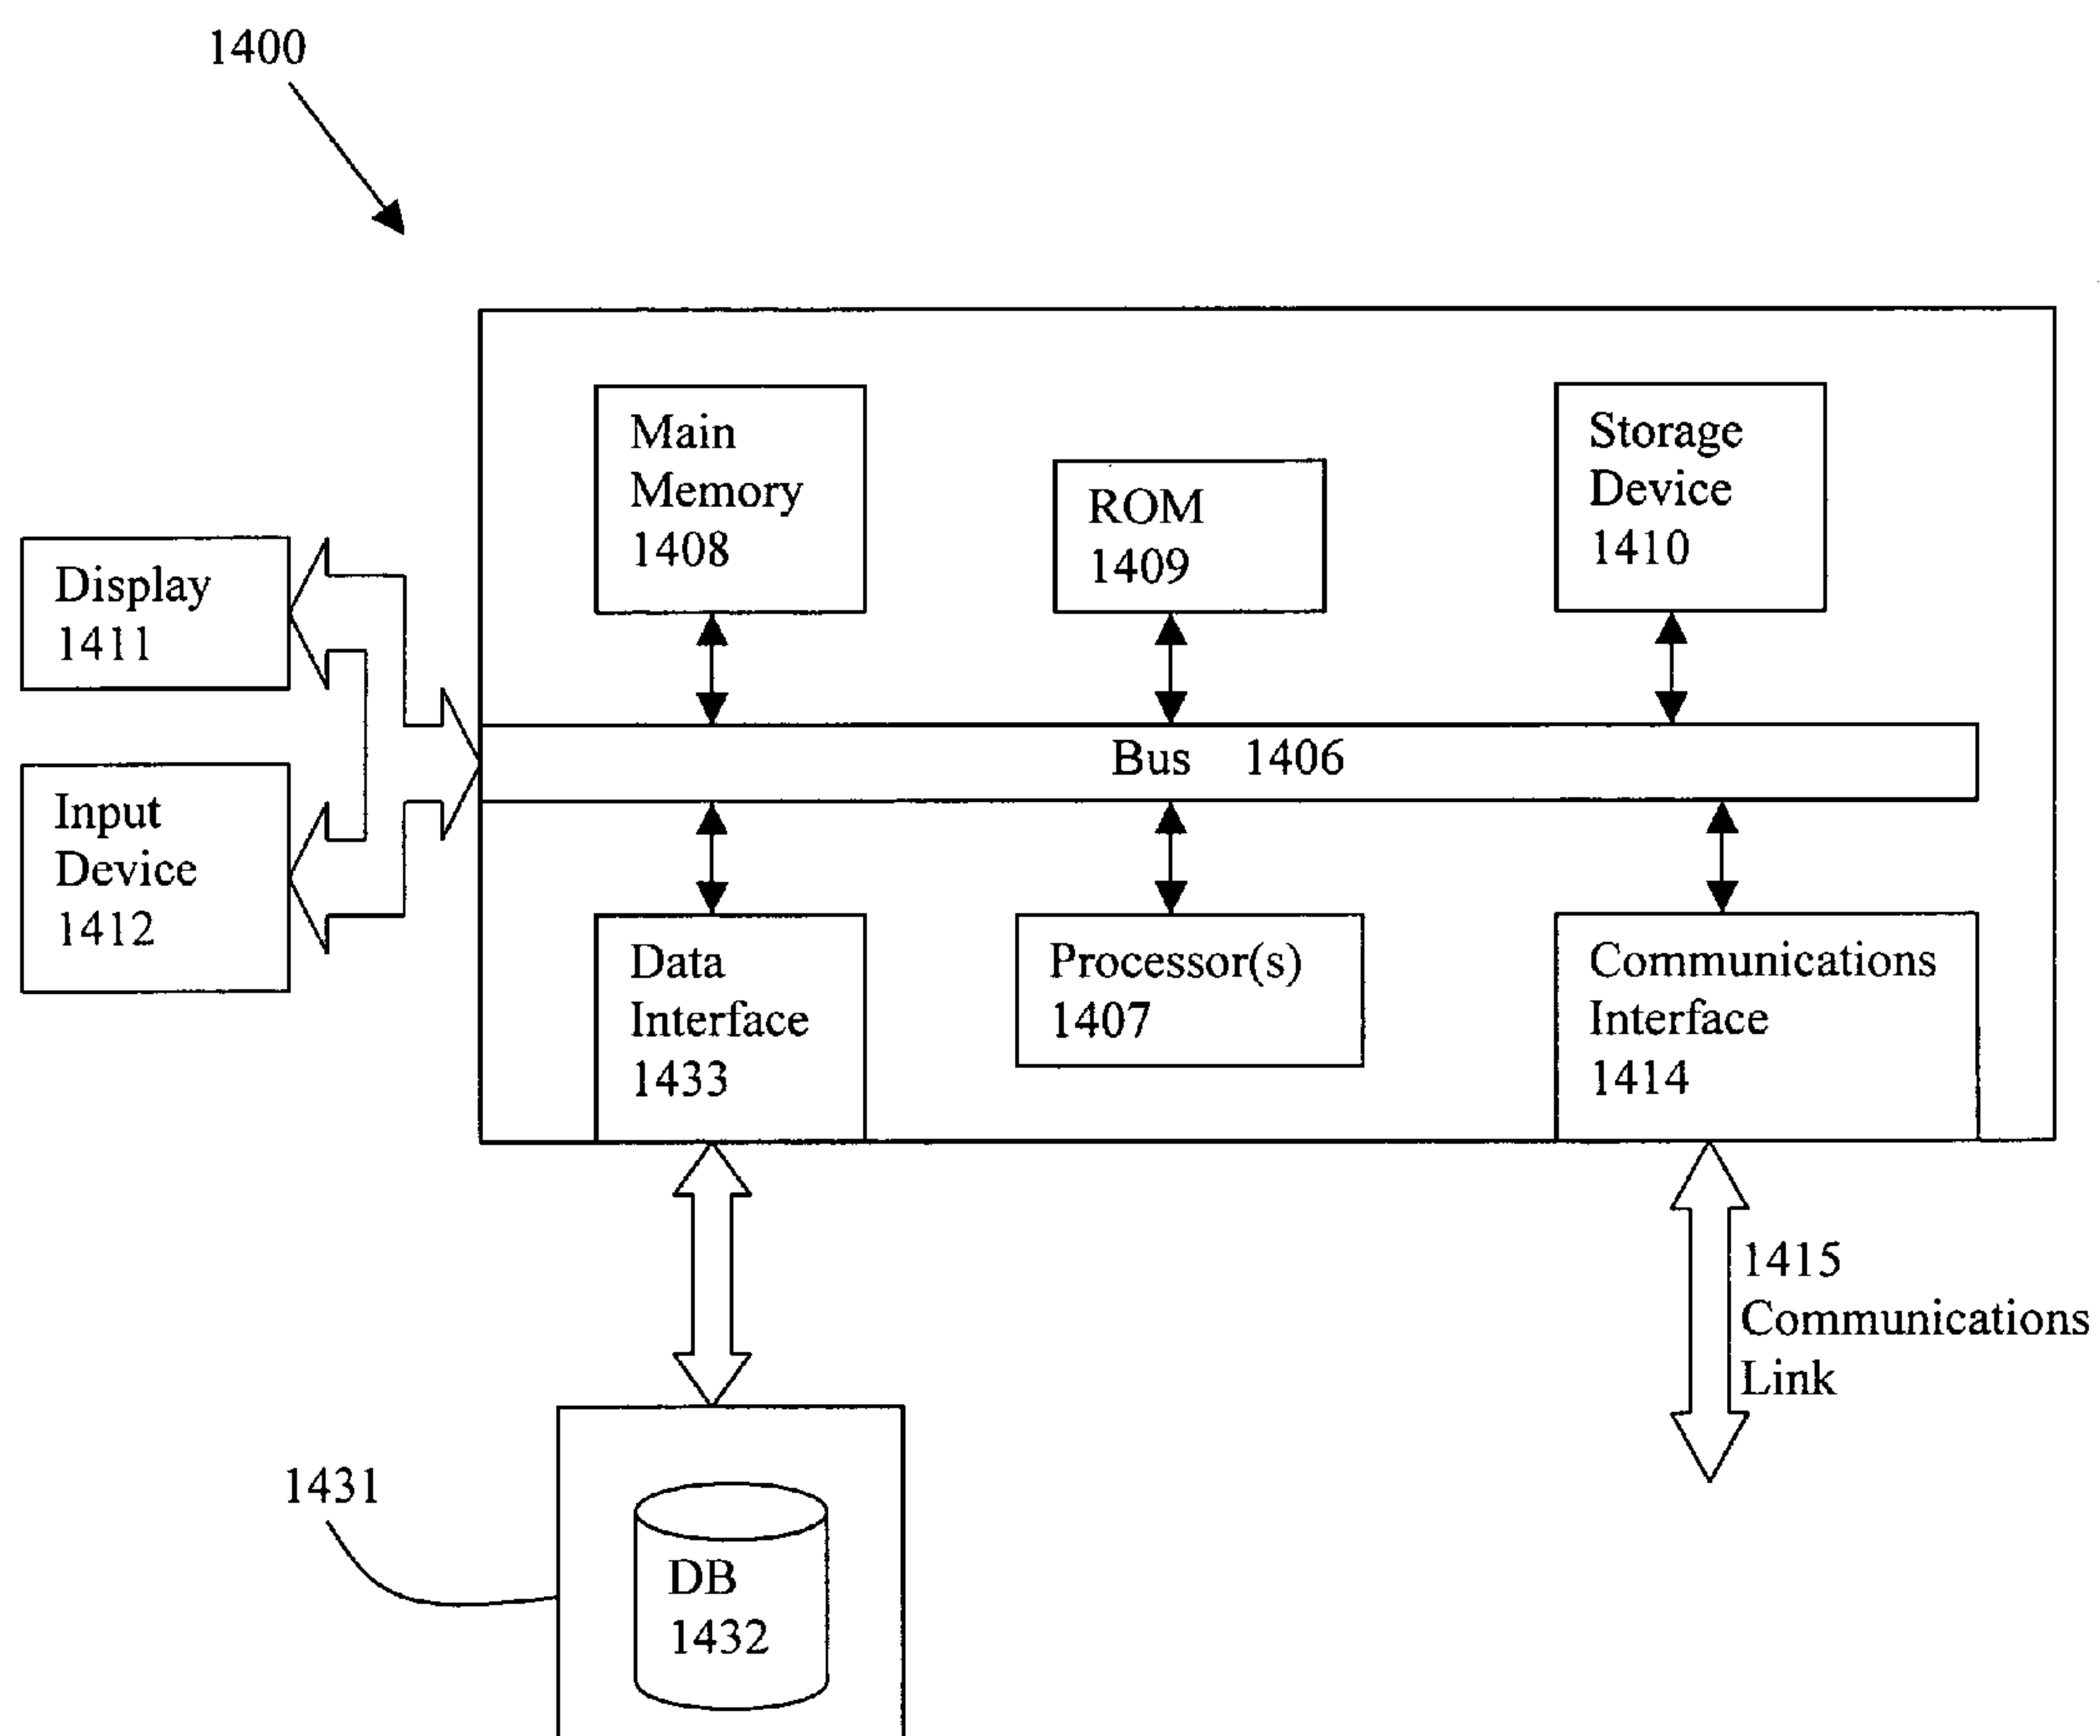 1400
Main
Memory
1408
ROM
1409
Storage
Device
1410
Display
1411
Bus 1406
Input
Device
1412
Data
Interface
1433
Processor(s)
1407
Communications
Interface
1414
1415
Communications
Link
1431
DB
1432